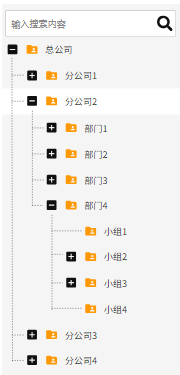 输入搜索内容
总公司
分公司1
分公司2
部门1
部门2
部门3
部门4
小组1
小组2
小组3
小组4
分公司3
分公司4